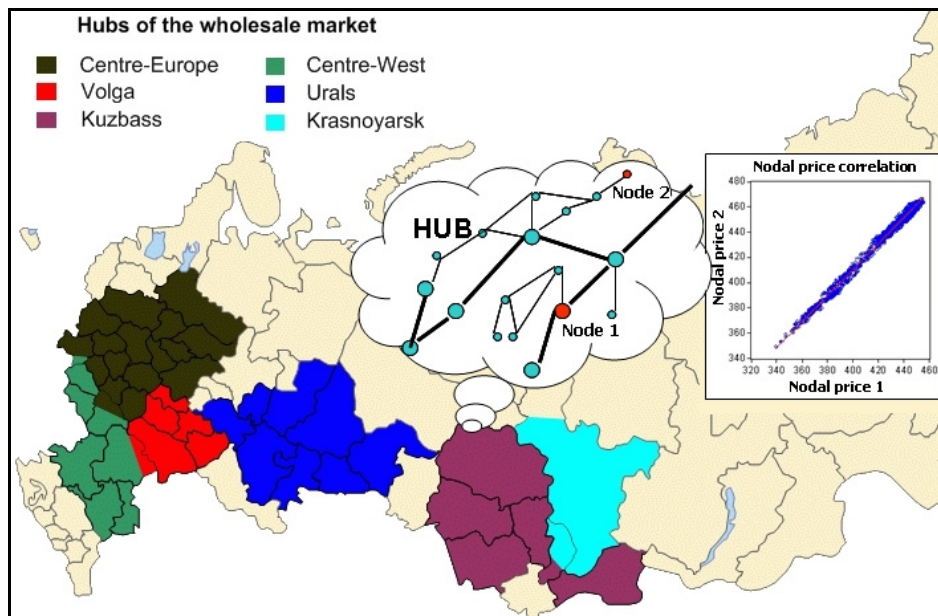 Hubs of the wholesale market
Centre-Europe
Centre-West
Volga
Urals
Kuzbass
Krasnoyarsk
HUB
Node 2
Node 1
Nodal price correlation
Nodal price 2
480
460
440
420
400
380
360
340
320 340 360 380 400 420 440 460
Nodal price 1